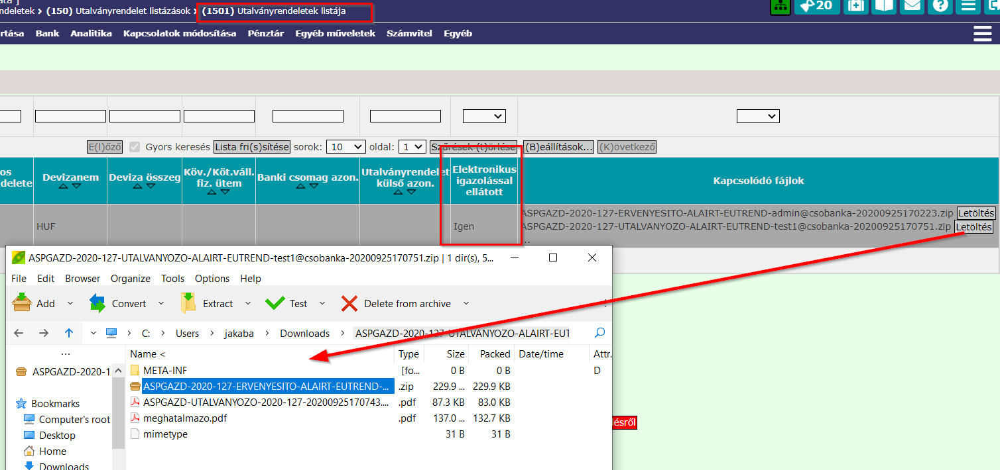 ndeletek > (150) Utalványrendelet listázások > (1501) Utalványrendeletek listája
20
rtása Bank Analitika Kapcsolatok módosítása Pénztár Egyéb műveletek Számvitel Egyéb
E(l)őző Gyors keresés Lista fri(s)sítése sorok: 10 oldal: 1 Szűrések (t)örlése (B)eállítások... (K)övetkező
os
delete
Devizanem
Deviza összeg
Köv./Köt.váll.
fiz. ütem
Banki csomag azon.
Utalványrendelet
külső azon.
Elektronikus
igazolással
ellátott
Kapcsolódó fájlok
HUF
Igen
ASPGAZD-2020-127-ERVENYESITO-ALAIRT-EUTREND-admin@csobanka-20200925170223.zip Letöltés
ASPGAZD-2020-127-UTALVANYOZO-ALAIRT-EUTREND-test1@csobanka-20200925170751.zip Letöltés
ASPGAZD-2020-127-UTALVANYOZO-ALAIRT-EUTREND-test1@csobanka-20200925170751.zip | 1 dir(s), 5...
File Edit Browser Organize Tools Options Help
Add Convert Extract Test Delete from archive
C: > Users > jakaba > Downloads > ASPGAZD-2020-127-UTALVANYOZO-ALAIRT-EUT
...
Name < Type Size Packed Date/time Attr.
ASPGAZD-2020-1
META-INF [fo... 0 B 0 B D
ASPGAZD-2020-127-ERVENYESITO-ALAIRT-EUTREND-... .zip 229.9 ... 229.9 KB
Bookmarks
ASPGAZD-UTALVANYOZO-2020-127-20200925170743.... .pdf 87.3 KB 83.0 KB
Computer's root
meghatalmazo.pdf .pdf 137.0 ... 132.7 KB
Desktop
mimetype 31 B 31 B
Home
Downloads
ésről